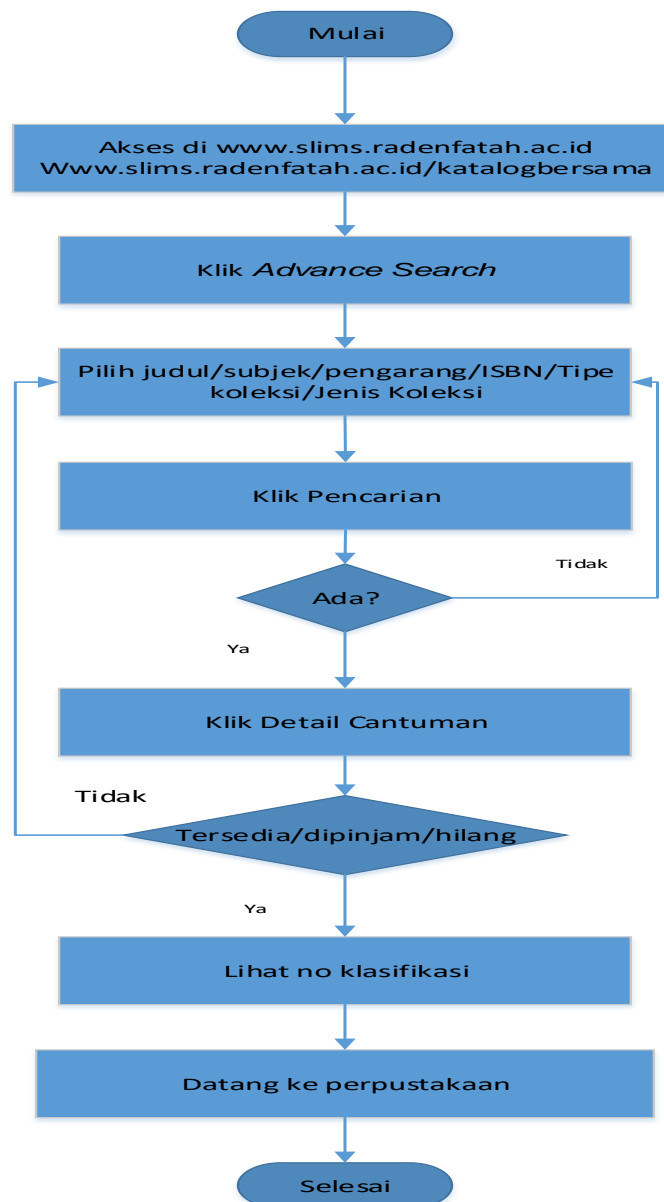 Mulai
Akses di www.slims.radenfatah.ac.id
Www.slims.radenfatah.ac.id/katalogbersama
Klik Advance Search
Pilih judul/subjek/pengarang/ISBN/Tipe
koleksi/Jenis Koleksi
Klik Pencarian
Tidak
Ada?
Ya
Klik Detail Cantuman
Tidak
Tersedia/dipinjam/hilang
Ya
Lihat no klasifikasi
Datang ke perpustakaan
Selesai